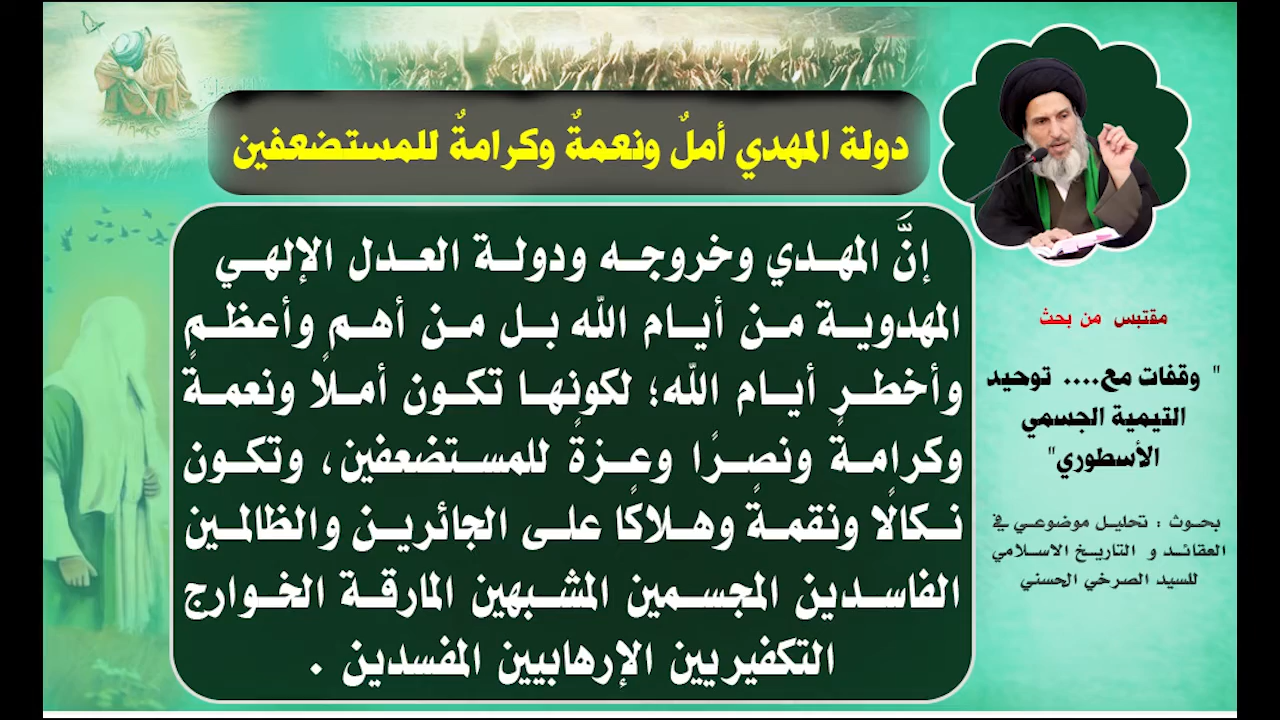 دولة المهدي أملٌ ونعمةٌ وكرامةٌ للمستضعفين
إنَّ المهدي وخروجه ودولة العدل الإلهي
المهدوية من أيام الله بل من أهم وأعظم
وأخطر أيام الله؛ لكونها تكون أملًا ونعمةً
وكرامةً ونصرًا وعزةً للمستضعفين، وتكون
نكالًا ونقمةً وهلاكًا على الجائرين والظالمين
الفاسدين المجسمين المشبهين المارقة الخوارج
التكفيريين الإرهابيين المفسدين .
مقتبس من بحث
" وقفات مع.... توحيد
التيمية الجسمي
الأسطوري"
بحوث : تحليل موضوعي في
العقائد و التاريخ الاسلامي
للسيد الصرخي الحسني